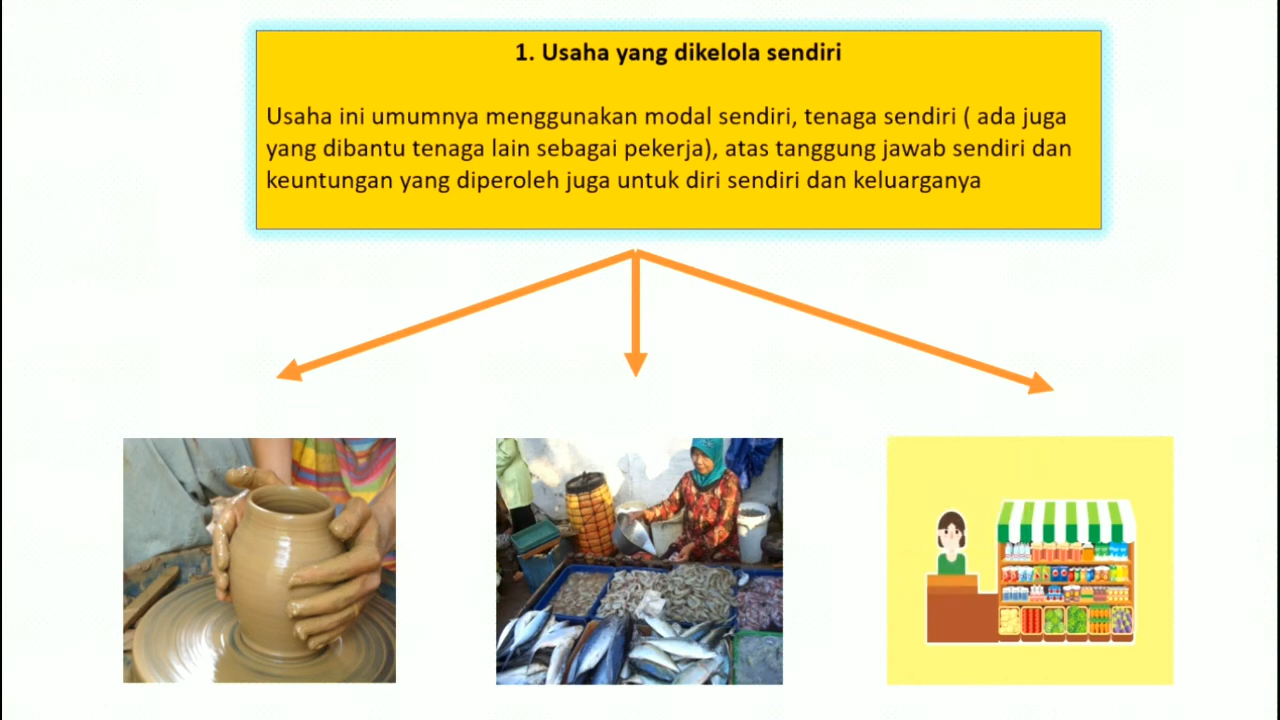 1. Usaha yang dikelola sendiri
Usaha ini umumnya menggunakan modal sendiri, tenaga sendiri ( ada juga
yang dibantu tenaga lain sebagai pekerja), atas tanggung jawab sendiri dan
keuntungan yang diperoleh juga untuk diri sendiri dan keluarganya